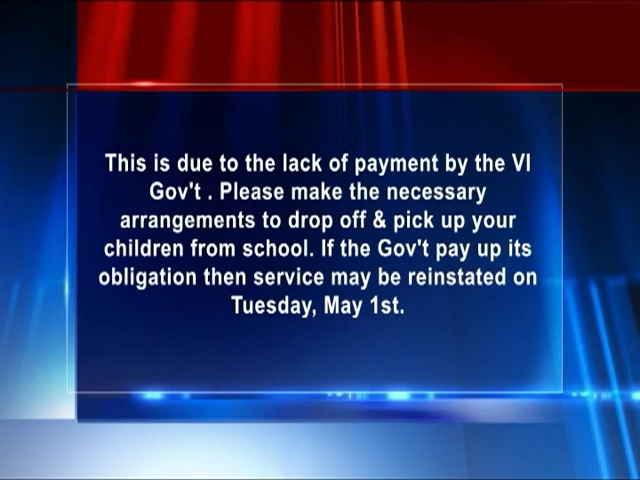 This is due to the lack of payment by the VI
Gov't . Please make the necessary
arrangements to drop off & pick up your
children from school. If the Gov't pay up its
obligation then service may be reinstated on
Tuesday, May 1st.